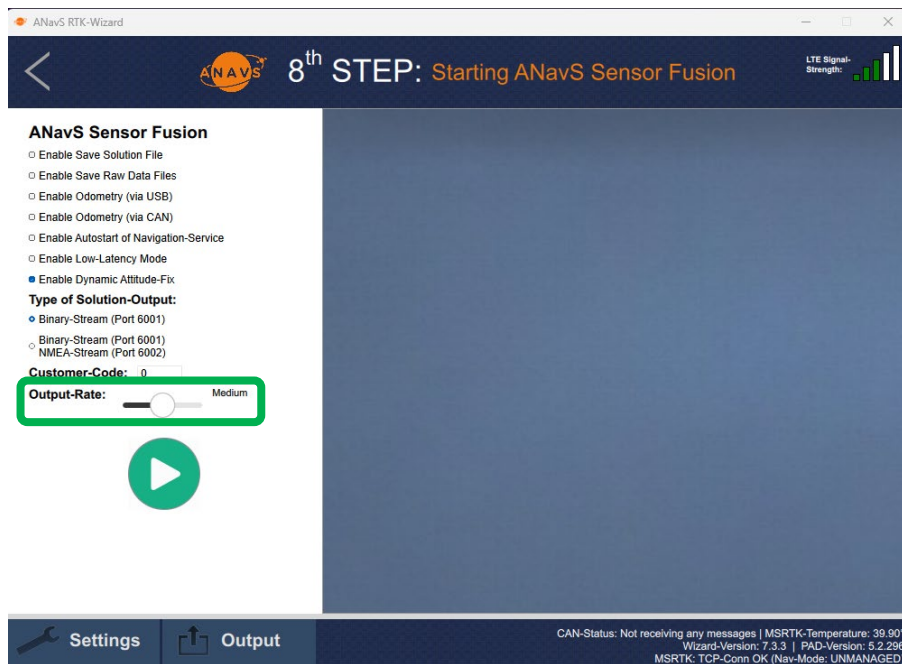 ANavS RTK-Wizard
ANAVS
8th STEP: Starting ANavS Sensor Fusion
LTE Signal-
Strength:
ANavS Sensor Fusion
Enable Save Solution File
Enable Save Raw Data Files
Enable Odometry (via USB)
Enable Odometry (via CAN)
Enable Autostart of Navigation-Service
Enable Low-Latency Mode
Enable Dynamic Attitude-Fix
Type of Solution-Output:
Binary-Stream (Port 6001)
Binary-Stream (Port 6001)
NMEA-Stream (Port 6002)
Customer-Code: 0
Output-Rate: Medium
Settings
Output
CAN-Status: Not receiving any messages | MSRTK-Temperature: 39.90°
Wizard-Version: 7.3.3 | PAD-Version: 5.2.296
MSRTK: TCP-Conn OK (Nav-Mode: UNMANAGED)